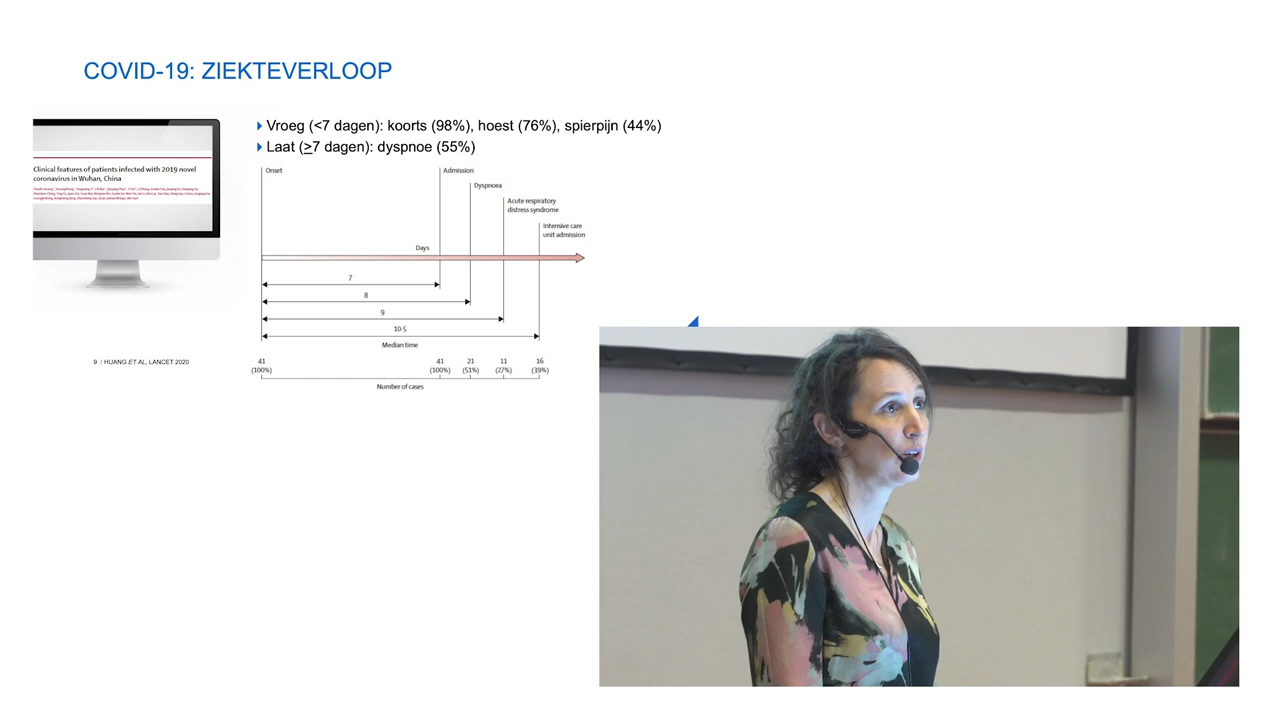 COVID-19: ZIEKTEVERLOOP
Vroeg (<7 dagen): koorts (98%), hoest (76%), spierpijn (44%)
Laat (≥7 dagen): dyspnoe (55%)
Clinical features of patients infected with 2019 novel
coronavirus in Wuhan, China
Onset
Admission
Dyspnoea
Acute respiratory
distress syndrome
Intensive care
unit admission
Days
7
8
9
10·5
Median time
41 41 21 11 16
(100%) (100%) (51%) (27%) (39%)
Number of cases
9 / HUANG ET AL, LANCET 2020